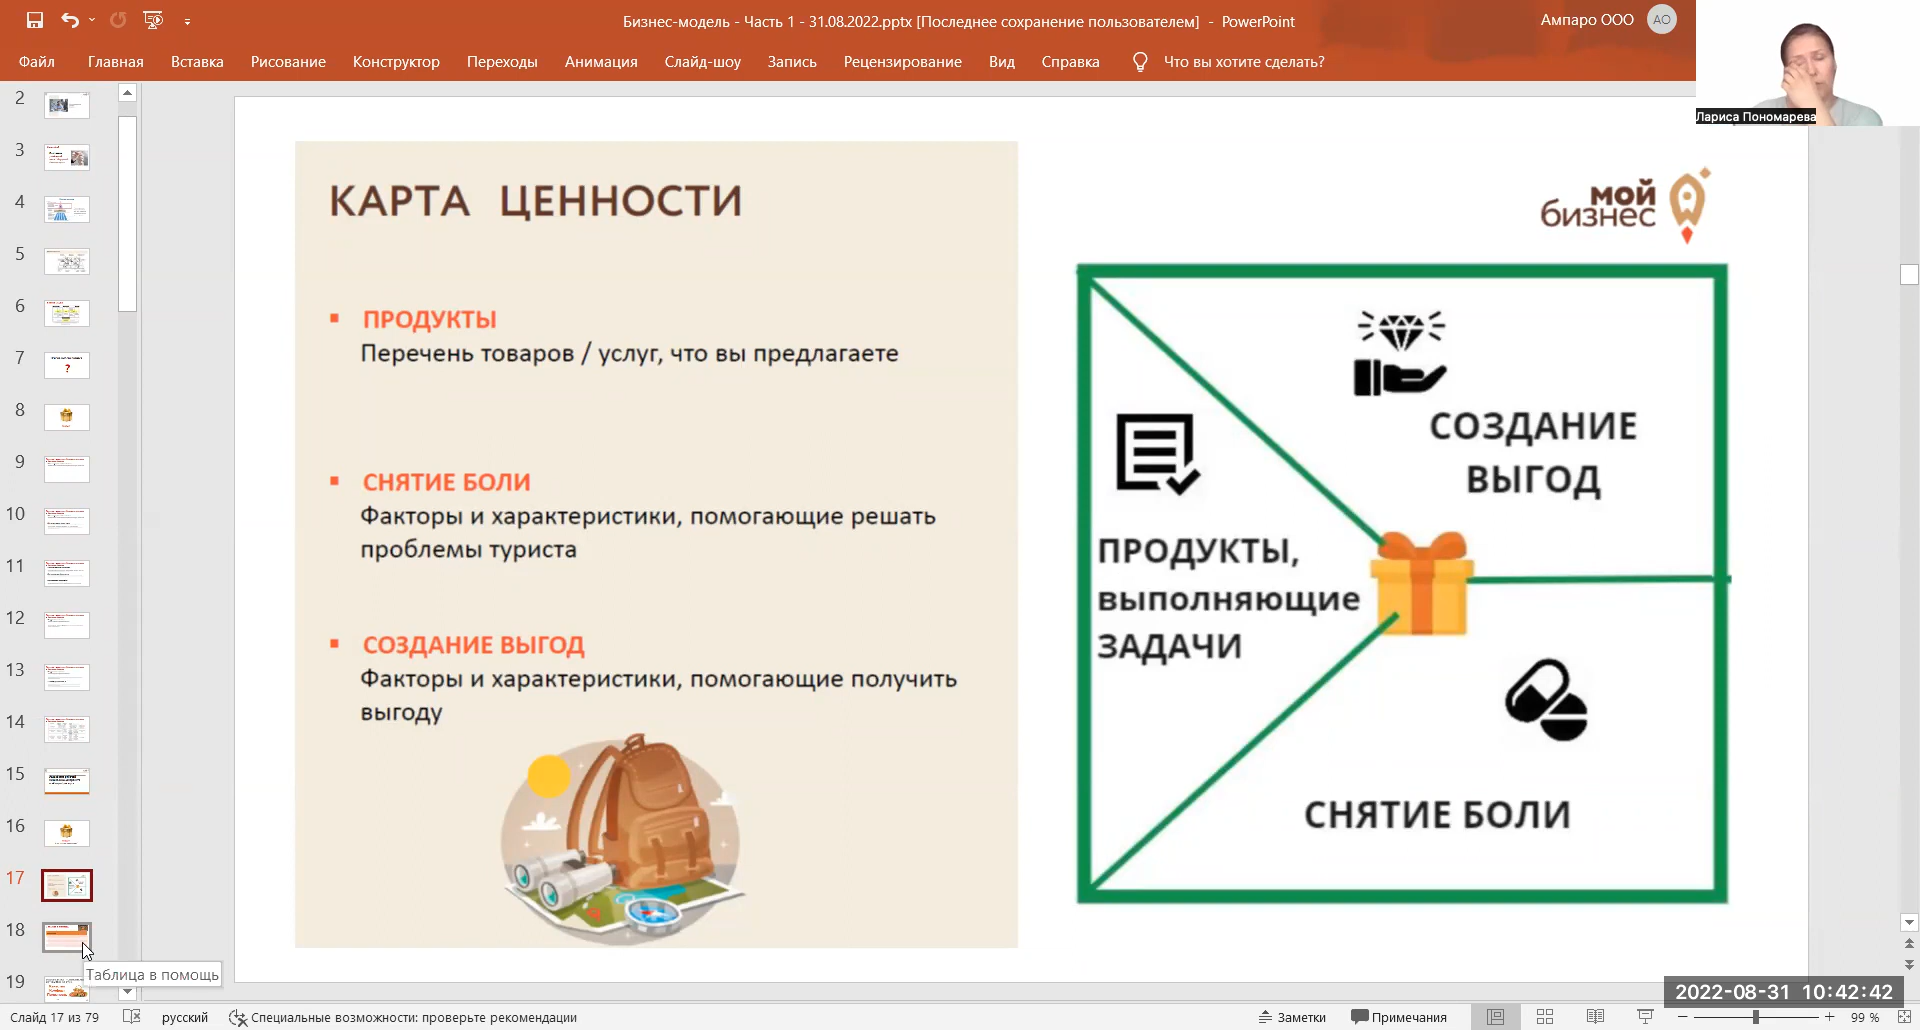 Бизнес-модель - Часть 1 - 31.08.2022.pptx [Последнее сохранение пользователем] - PowerPoint
Ампаро ООО
АО
Файл
Главная
Вставка
Рисование
Конструктор
Переходы
Анимация
Слайд-шоу
Запись
Рецензирование
Вид
Справка
Что вы хотите сделать?
Лариса Пономарева
2
3
4
5
6
7
8
9
10
11
12
13
14
15
16
17
18
19
Таблица в помощь
КАРТА ЦЕННОСТИ
ПРОДУКТЫ
Перечень товаров / услуг, что вы предлагаете
СНЯТИЕ БОЛИ
Факторы и характеристики, помогающие решать
проблемы туриста
СОЗДАНИЕ ВЫГОД
Факторы и характеристики, помогающие получить
выгоду
мой
бизнес
СОЗДАНИЕ
ВЫГОД
ПРОДУКТЫ,
выполняющие
ЗАДАЧИ
СНЯТИЕ БОЛИ
2022-08-31 10:42:42
Слайд 17 из 79
русский
Специальные возможности: проверьте рекомендации
Заметки
Примечания
99 %